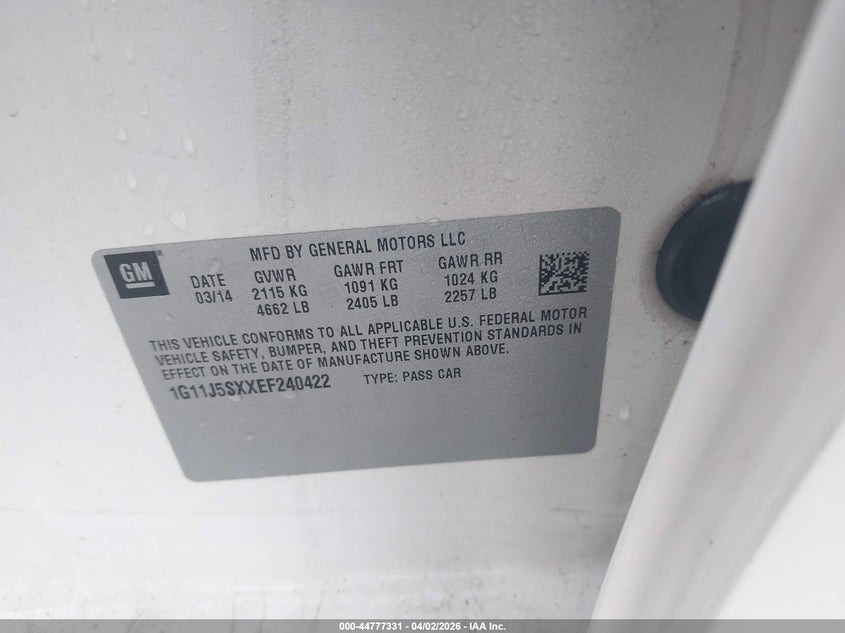 GM
MFD BY GENERAL MOTORS LLC
DATE GVWR GAWR FRT GAWR RR
03/14 2115 KG 1091 KG 1024 KG
4662 LB 2405 LB 2257 LB
THIS VEHICLE CONFORMS TO ALL APPLICABLE U.S. FEDERAL MOTOR
VEHICLE SAFETY, BUMPER, AND THEFT PREVENTION STANDARDS IN
EFFECT ON THE DATE OF MANUFACTURE SHOWN ABOVE.
1G11J5SXXEF240422 TYPE: PASS CAR
000-44777331 - 04/02/2026 - IAA Inc.